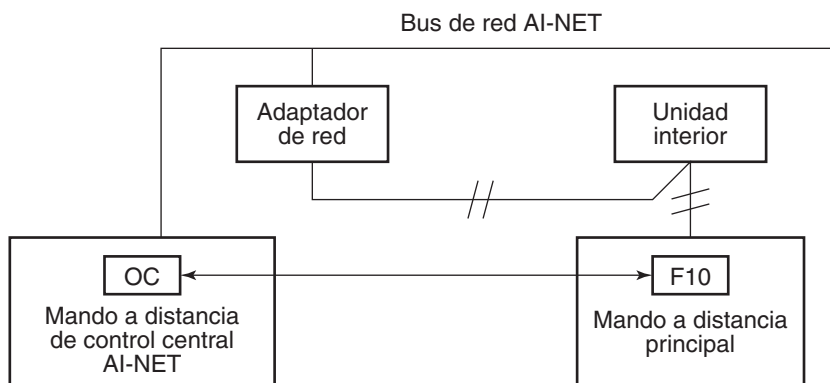 Bus de red AI-NET
Adaptador
de red
Unidad
interior
OC
F10
Mando a distancia
de control central
AI-NET
Mando a distancia
principal